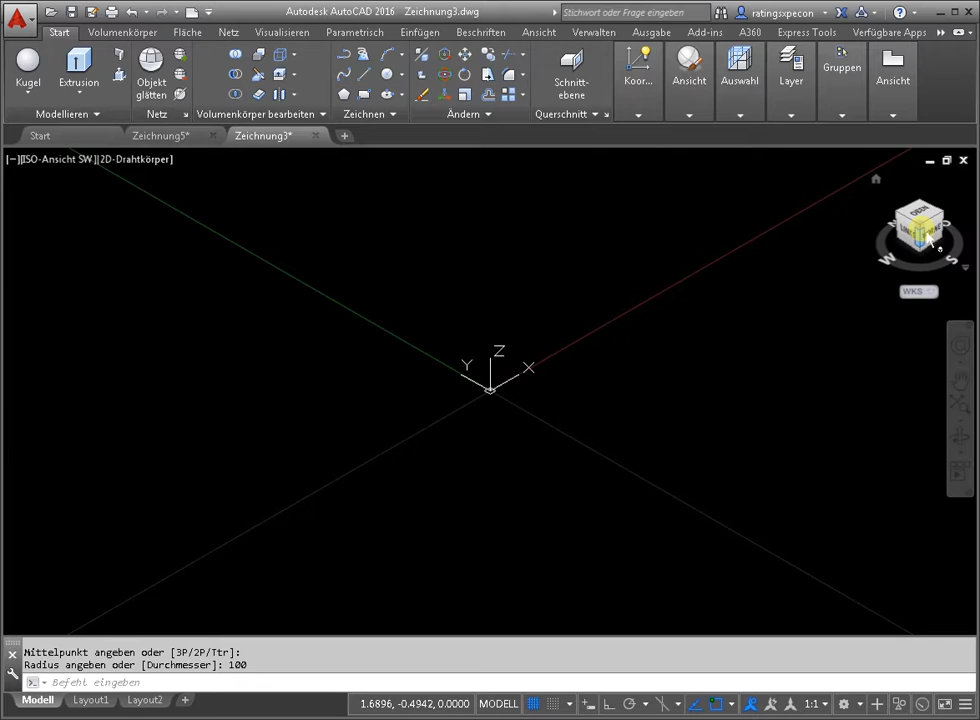 Autodesk AutoCAD 2016 Zeichnung3.dwg
Stichwort oder Frage eingeben
ratingsxpecon
Start Volumenkörper Fläche Netz Visualisieren Parametrisch Einfügen Beschriften Ansicht Verwalten Ausgabe Add-ins A360 Express Tools Verfügbare Apps
Kugel
Extrusion
Objekt glätten
Schnitt-ebene
Koor...
Ansicht
Auswahl
Layer
Gruppen
Ansicht
Modellieren Netz Volumenkörper bearbeiten Zeichnen Ändern Querschnitt
Start Zeichnung5* Zeichnung3*
[−][ISO-Ansicht SW][2D-Drahtkörper]
OBEN
W S
WKS
Z
Y X
Mittelpunkt angeben oder [3P/2P/Ttr]:
Radius angeben oder [Durchmesser]: 100
Befehl eingeben
Modell Layout1 Layout2 +
1.6896, -0.4942, 0.0000 MODELL 1:1